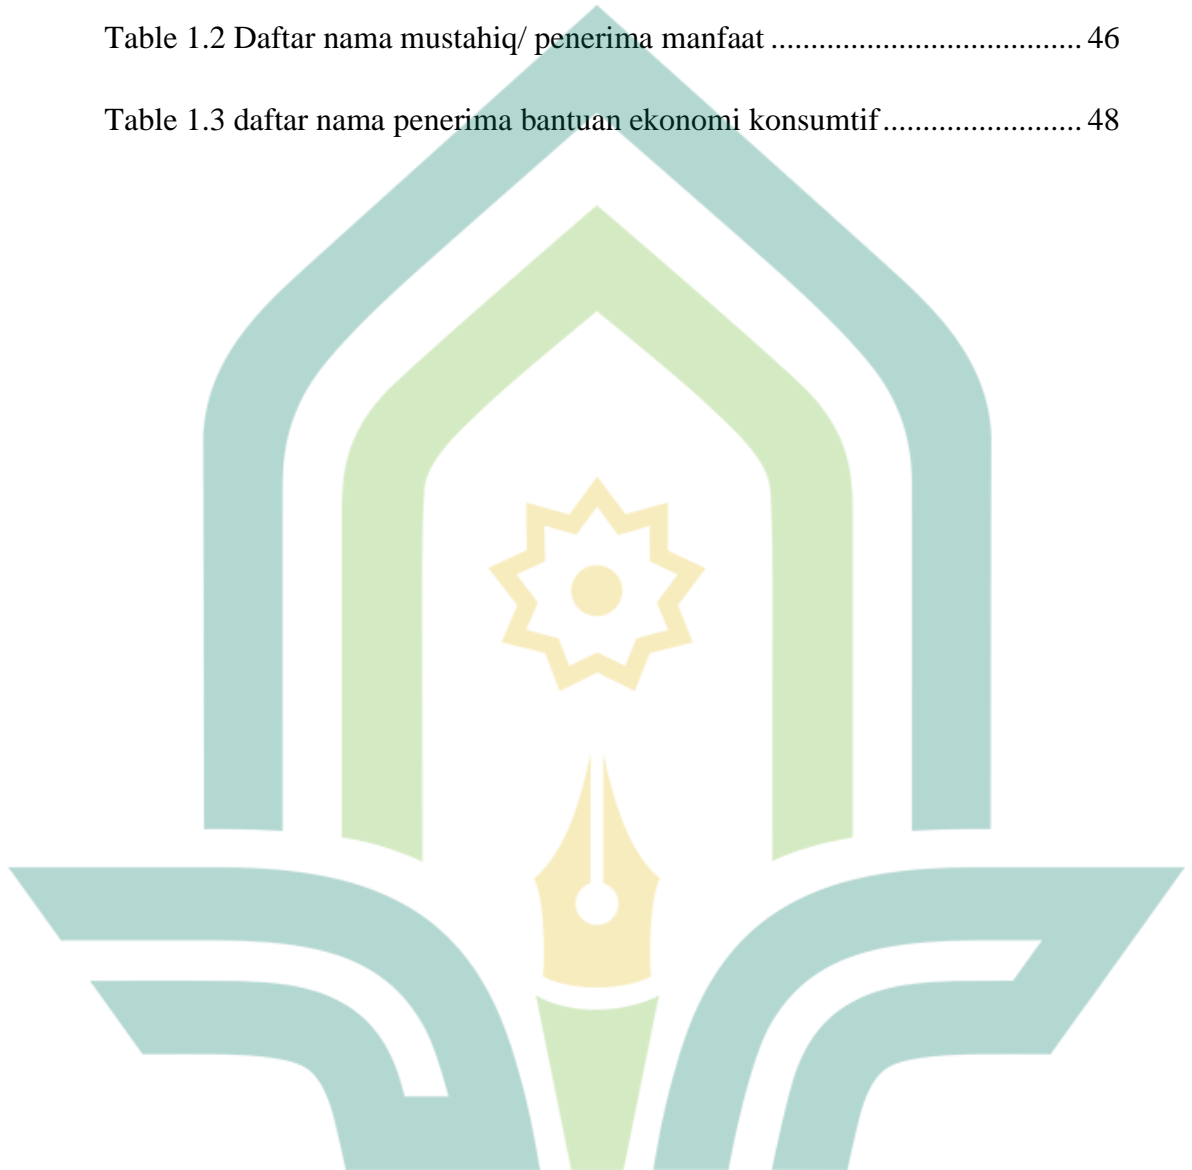 Table 1.2 Daftar nama mustahiq/ penerima manfaat ................................... 46
Table 1.3 daftar nama penerima bantuan ekonomi konsumtif ....................... 48